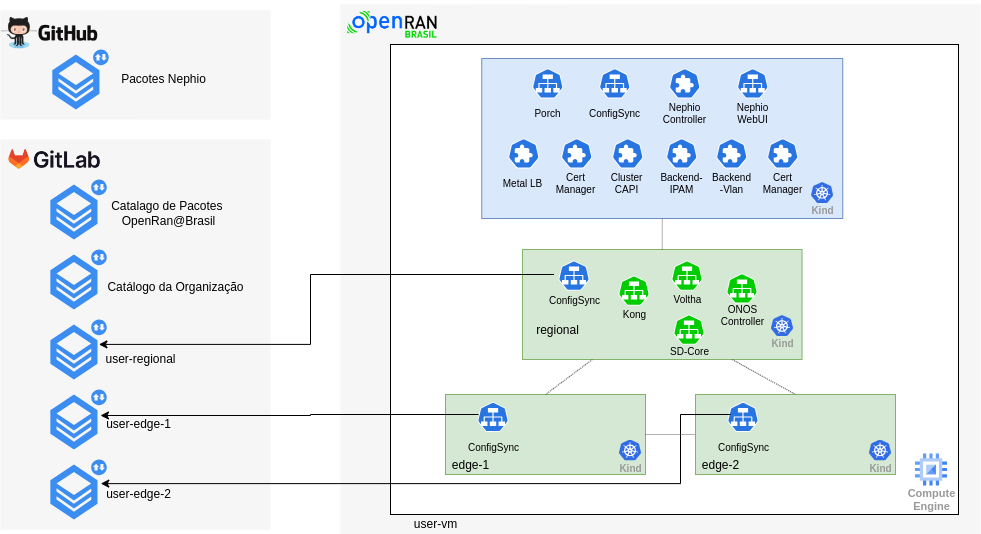 GitHub
Pacotes Nephio
GitLab
Catalago de Pacotes
OpenRan@Brasil
Catálogo da Organização
user-regional
user-edge-1
user-edge-2
openRAN
BRASIL
Porch
ConfigSync
Nephio
Controller
Nephio
WebUI
Metal LB
Cert
Manager
Cluster
CAPI
Backend-
IPAM
Backend
-Vlan
Cert
Manager
Kind
ConfigSync
Kong
Voltha
ONOS
Controller
regional
SD-Core
Kind
ConfigSync
edge-1
Kind
ConfigSync
edge-2
Kind
Compute
Engine
user-vm